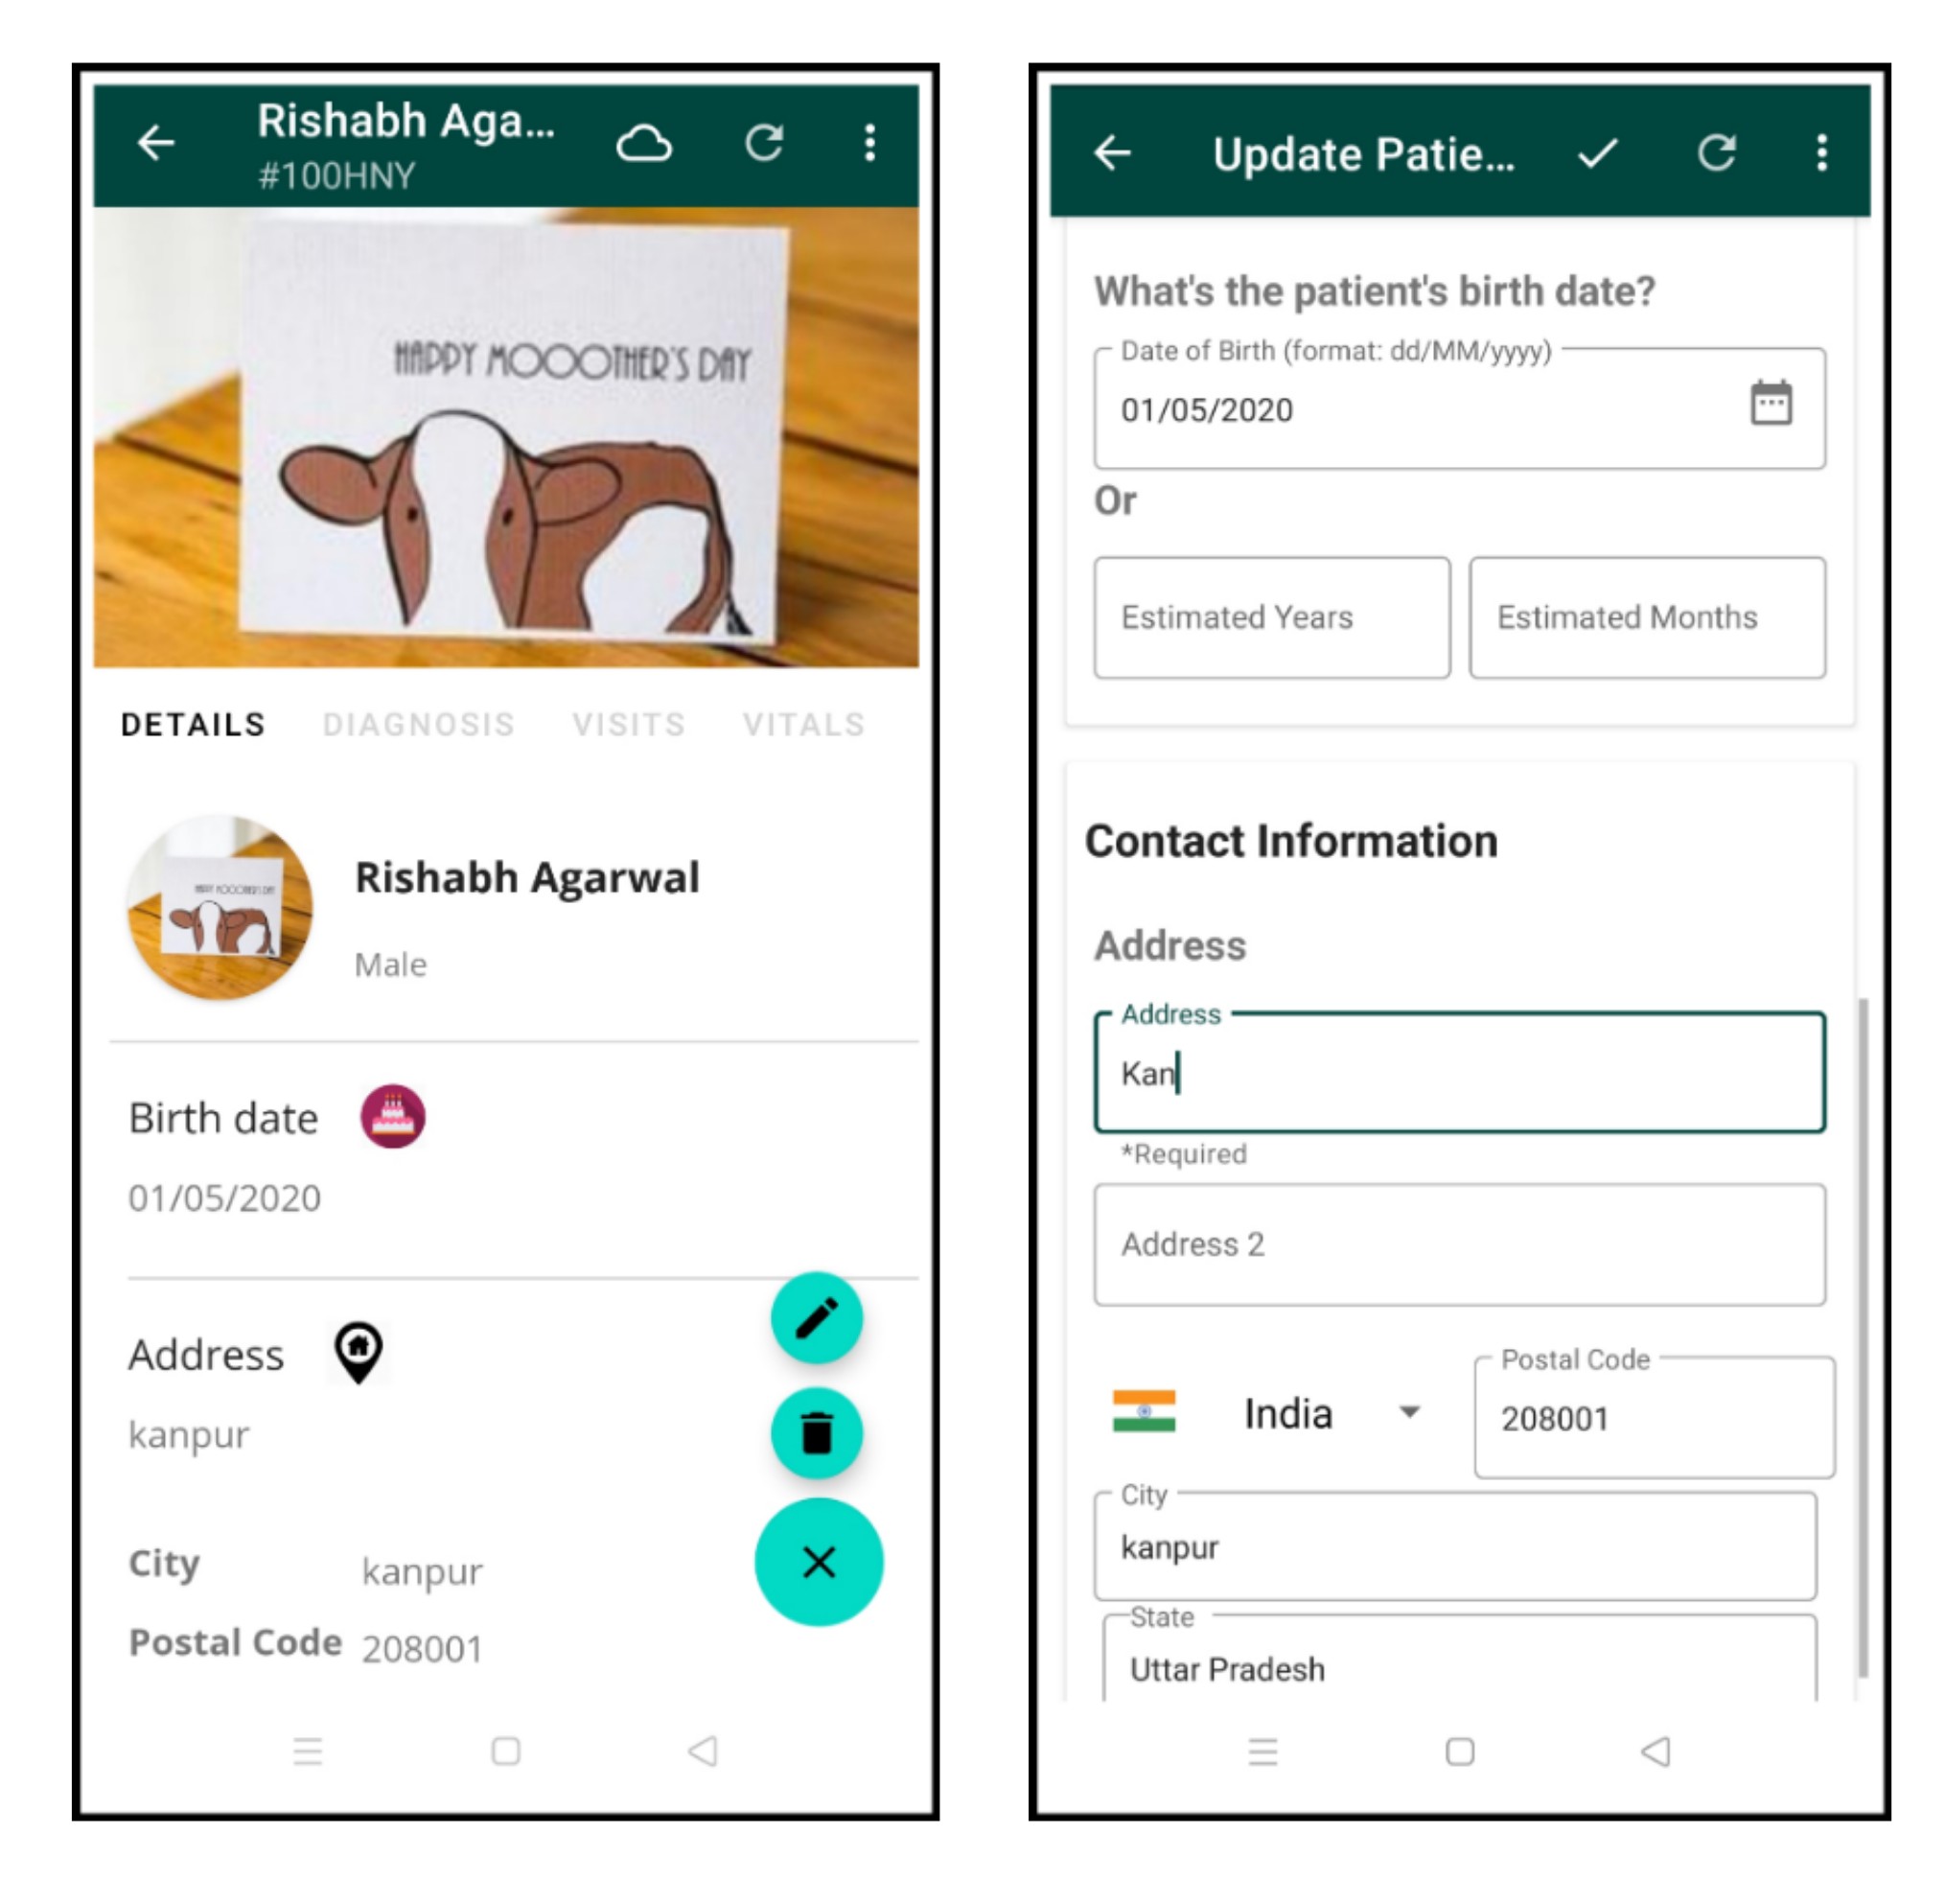 Rishabh Aga...
#100HNY
HAPPY MOOOTHER'S DAY
DETAILS DIAGNOSIS VISITS VITALS
HAPPY MOOOTHER'S DAY
Rishabh Agarwal
Male
Birth date
01/05/2020
Address
kanpur
City kanpur
Postal Code 208001
Update Patie...
What's the patient's birth date?
Date of Birth (format: dd/MM/yyyy)
01/05/2020
Or
Estimated Years Estimated Months
Contact Information
Address
Address
Kan
*Required
Address 2
Postal Code
India 208001
City
kanpur
State
Uttar Pradesh